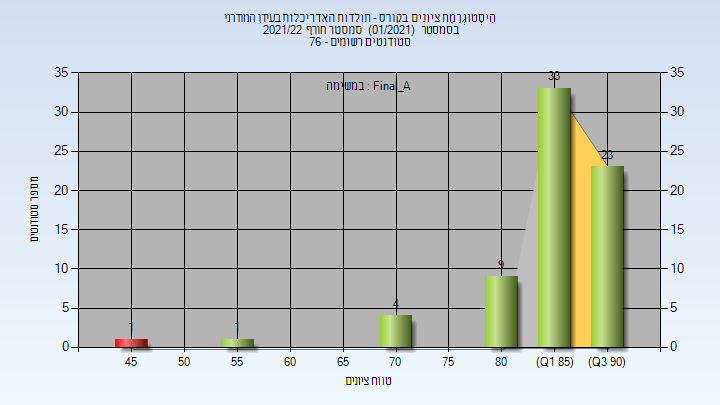 הִיסְטוֹגְרַמַת ציונים בקורס - תולדות האדריכלות בעידן המודרני
בסמסטר (01/2021) סמסטר חורף 2021/22
סטודנטים רשומים - 76
במשימה : Final_A
35 35
30 30
25 25
20 20
15 15
10 10
5 5
0 0
1 1 4 9 33 23
45 50 55 60 65 70 75 80 (Q1 85) (Q3 90)
מספר סטודנטים
טווח ציונים